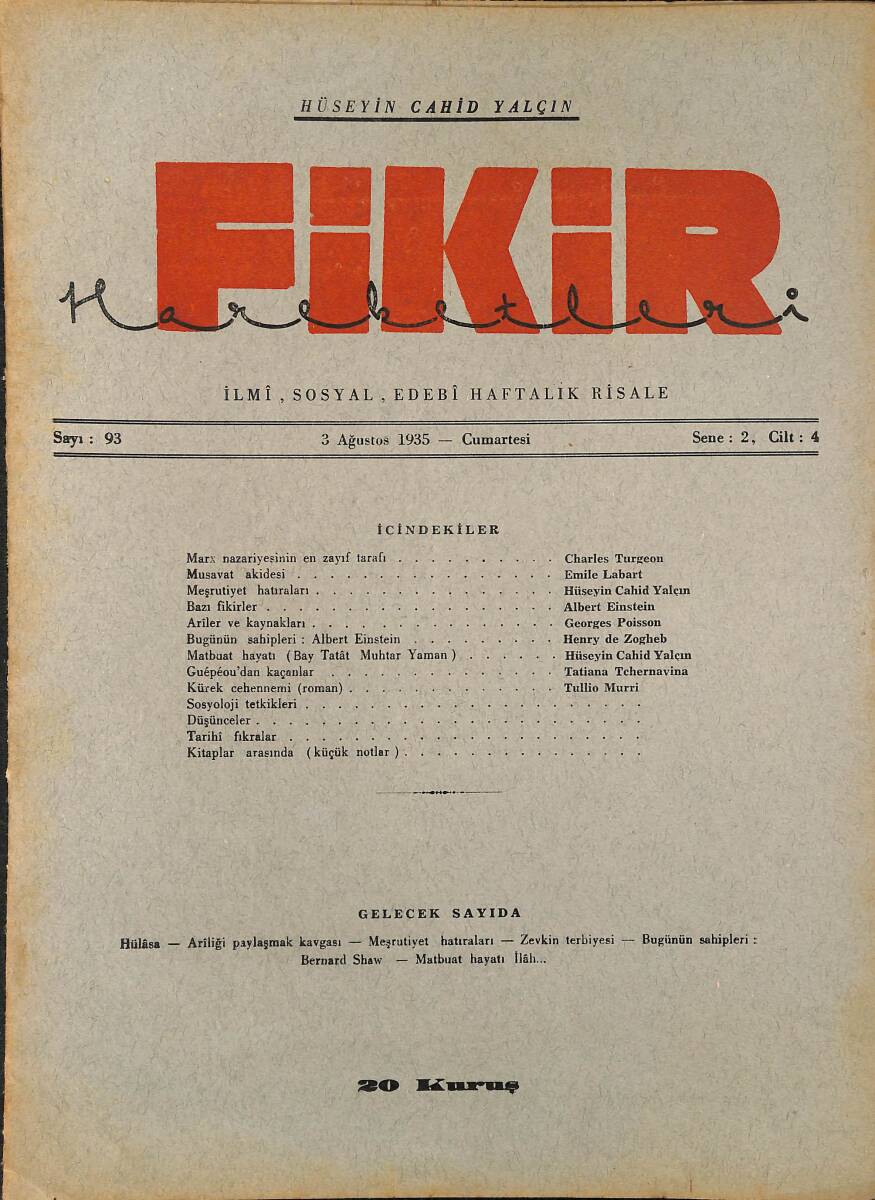 HÜSEYİN CAHİD YALÇIN
FİKİR
Hareketleri
İLMÎ, SOSYAL, EDEBÎ HAFTALIK RİSALE
Sayı : 93 3 Ağustos 1935 — Cumartesi Sene : 2, Cilt : 4
İCİNDEKİLER
Marx nazariyesinin en zayıf tarafı . . . . . . . . . . Charles Turgeon
Musavat akidesi . . . . . . . . . . . . . . . . Emile Labart
Meşrutiyet hatıraları . . . . . . . . . . . . . . . Hüseyin Cahid Yalçın
Bazı fikirler . . . . . . . . . . . . . . . . . . Albert Einstein
Arîler ve kaynakları . . . . . . . . . . . . . . . Georges Poisson
Bugünün sahipleri : Albert Einstein . . . . . . . . . Henry de Zogheb
Matbuat hayatı (Bay Tatât Muhtar Yaman) . . . . . . Hüseyin Cahid Yalçın
Guépéou'dan kaçanlar . . . . . . . . . . . . . . Tatiana Tchernavina
Kürek cehennemi (roman) . . . . . . . . . . . . . Tullio Murri
Sosyoloji tetkikleri . . . . . . . . . . . . . . . . . . . . .
Düşünceler . . . . . . . . . . . . . . . . . . . . . . . .
Tarihî fıkralar . . . . . . . . . . . . . . . . . . . . . .
Kitaplar arasında (küçük notlar) . . . . . . . . . . . . . . .
GELECEK SAYIDA
Hülâsa — Arîliği paylaşmak kavgası — Meşrutiyet hatıraları — Zevkin terbiyesi — Bugünün sahipleri :
Bernard Shaw — Matbuat hayatı İlâh...
20 Kuruş